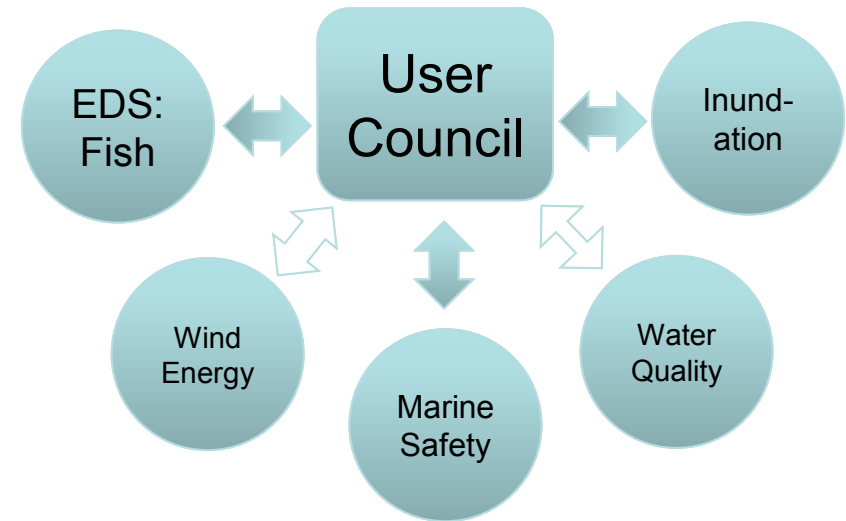 EDS:
Fish
User
Council
Inund-
ation
Wind
Energy
Marine
Safety
Water
Quality